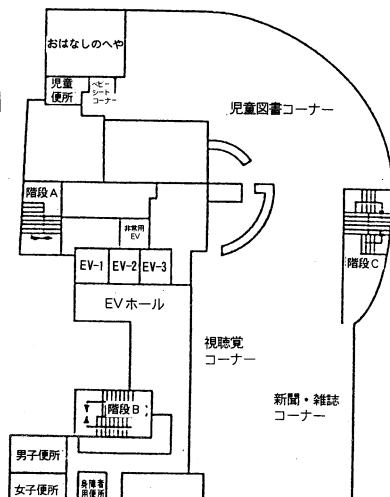 おはなしのへや
児童
便所
ベビー
シート
コーナー
児童図書コーナー
階段A
非常用
EV
EV-1
EV-2
EV-3
階段C
EVホール
視聴覚
コーナー
新聞・雑誌
コーナー
階段B
男子便所
女子便所
身障者
用便所